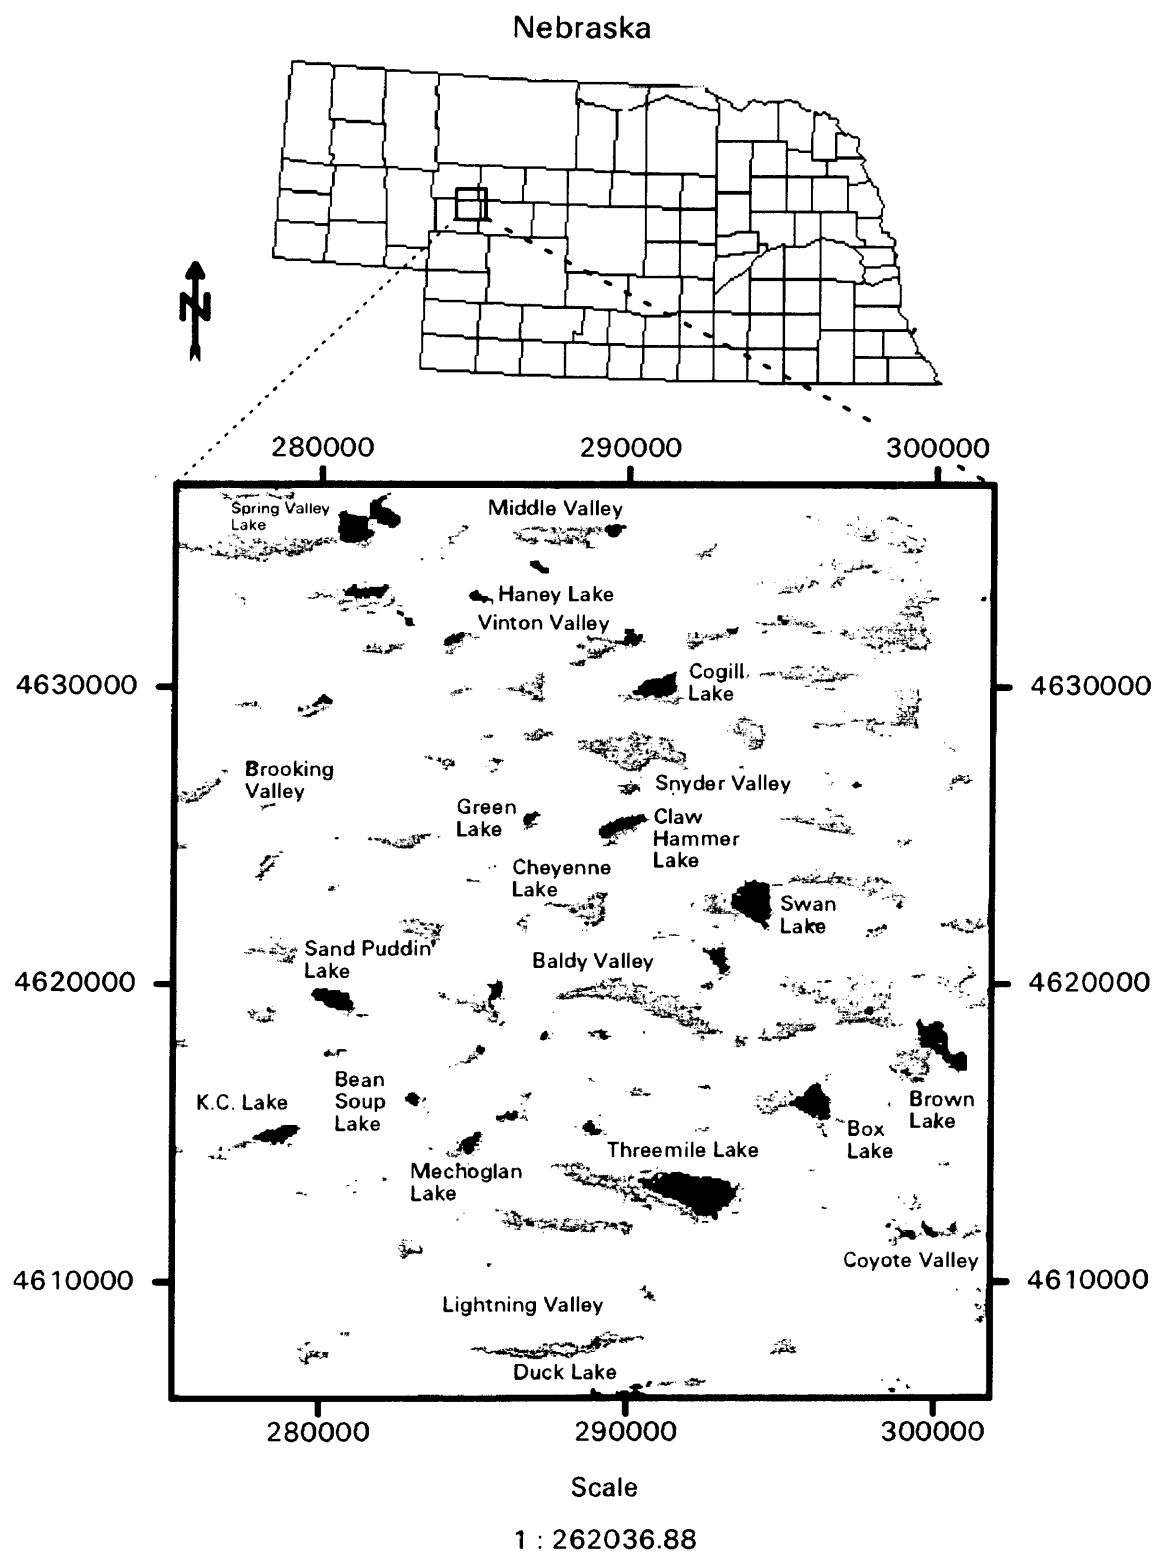 Nebraska
N
280000
290000
300000
Spring Valley
Lake
Middle Valley
Haney Lake
Vinton Valley
4630000
Cogill
Lake
4630000
Brooking
Valley
Snyder Valley
Green
Lake
Claw
Hammer
Lake
Cheyenne
Lake
Swan
Lake
Sand Puddin'
Lake
Baldy Valley
4620000
4620000
Bean
Soup
Lake
K.C. Lake
Brown
Lake
Box
Lake
Threemile Lake
Mechoglan
Lake
Coyote Valley
4610000
4610000
Lightning Valley
Duck Lake
280000
290000
300000
Scale
1 : 262036.88